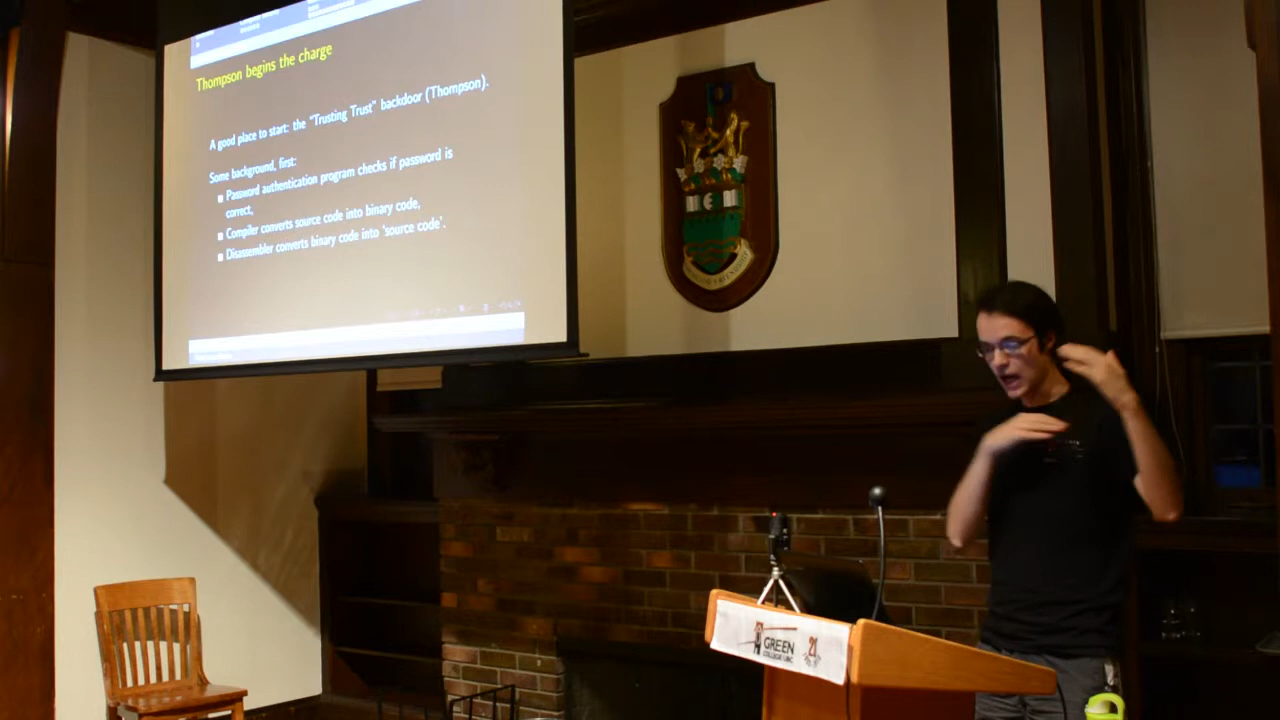 Thompson begins the charge
A good place to start: the "Trusting Trust" backdoor (Thompson).
Some background, first:
Password authentication program checks if password is
correct,
Compiler converts source code into binary code,
Disassembler converts binary code into 'source code'.
GREEN
COLLEGE UBC
21